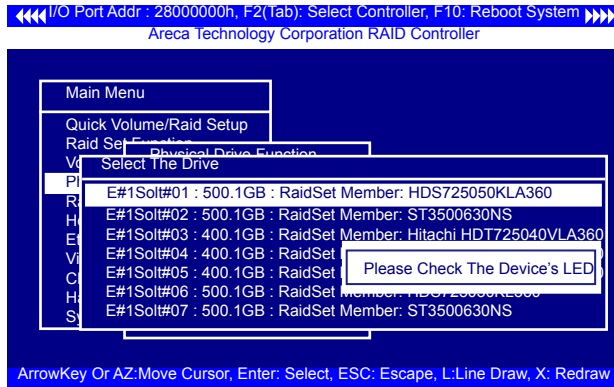 I/O Port Addr : 28000000h, F2(Tab): Select Controller, F10: Reboot System
Areca Technology Corporation RAID Controller
Main Menu
Quick Volume/Raid Setup
Raid Set Function
Physical Drive Function
Select The Drive
E#1Solt#01 : 500.1GB : RaidSet Member: HDS725050KLA360
E#1Solt#02 : 500.1GB : RaidSet Member: ST3500630NS
E#1Solt#03 : 400.1GB : RaidSet Member: Hitachi HDT725040VLA360
E#1Solt#04 : 400.1GB : RaidSet
Please Check The Device's LED
E#1Solt#05 : 400.1GB : RaidSet
E#1Solt#06 : 500.1GB : RaidSet
E#1Solt#07 : 500.1GB : RaidSet Member: ST3500630NS
ArrowKey Or AZ:Move Cursor, Enter: Select, ESC: Escape, L:Line Draw, X: Redraw